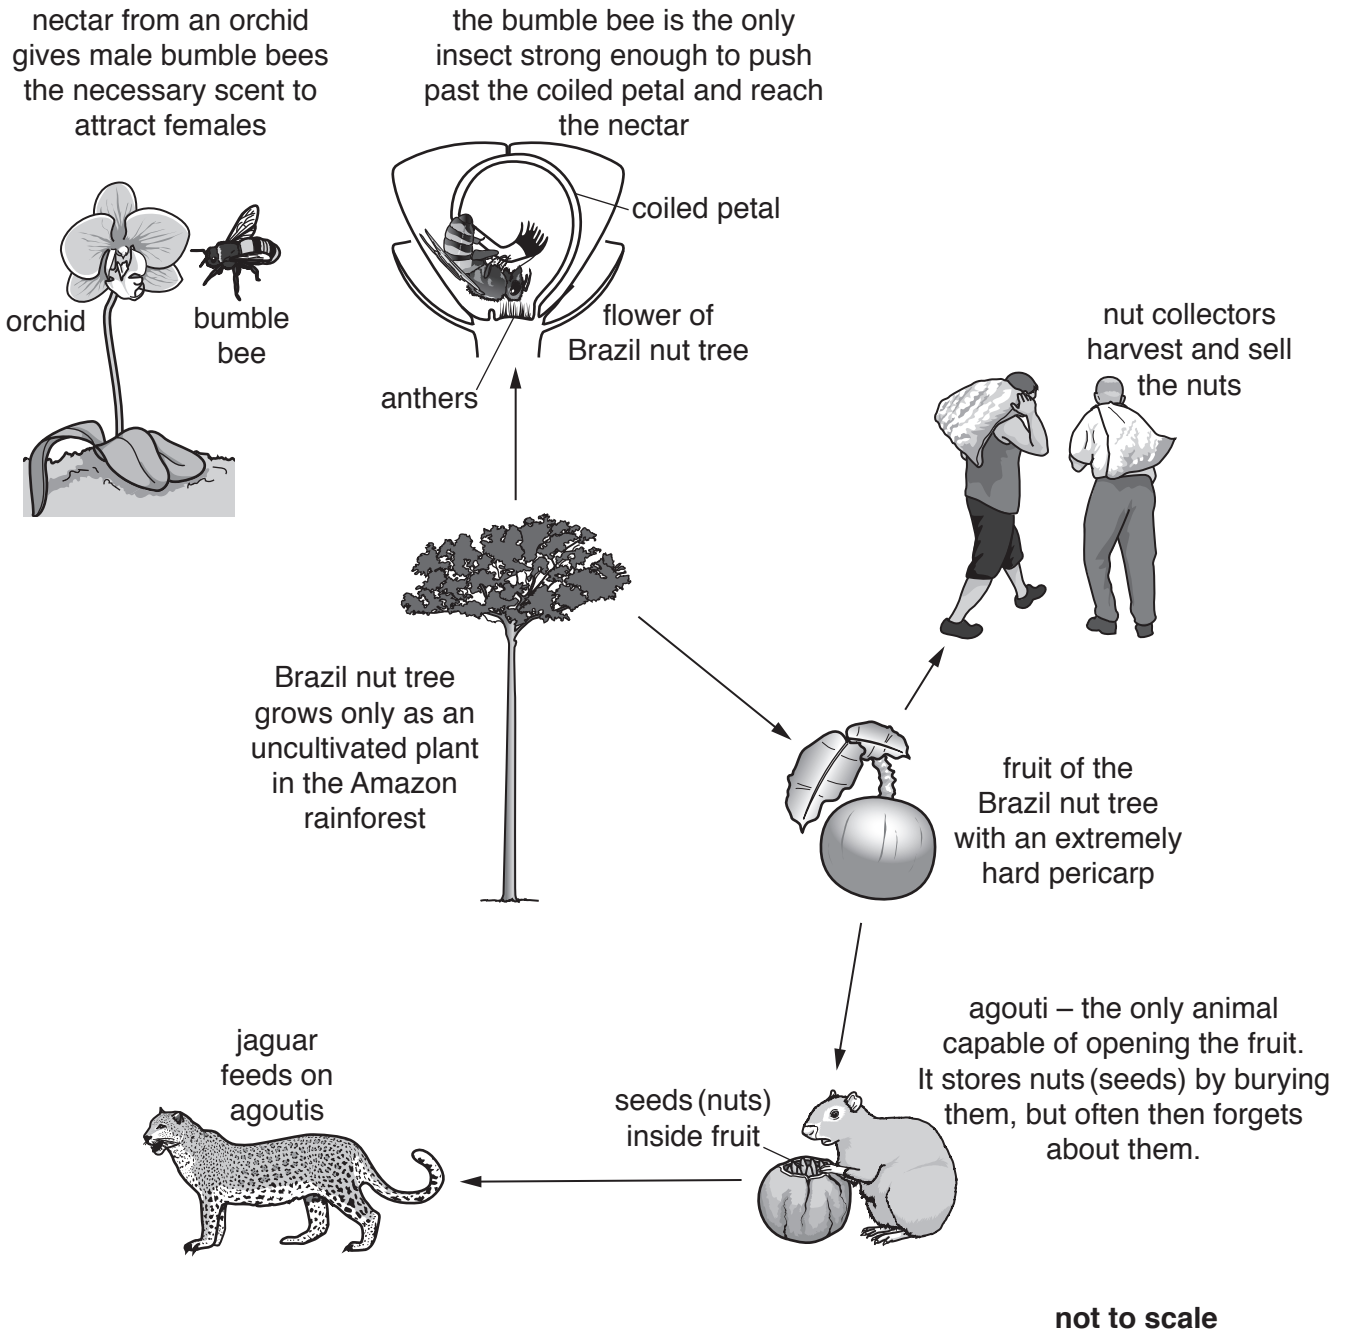 nectar from an orchid
gives male bumble bees
the necessary scent to
attract females
the bumble bee is the only
insect strong enough to push
past the coiled petal and reach
the nectar
coiled petal
orchid
bumble
bee
flower of
Brazil nut tree
anthers
nut collectors
harvest and sell
the nuts
Brazil nut tree
grows only as an
uncultivated plant
in the Amazon
rainforest
fruit of the
Brazil nut tree
with an extremely
hard pericarp
agouti – the only animal
capable of opening the fruit.
It stores nuts (seeds) by burying
them, but often then forgets
about them.
seeds (nuts)
inside fruit
jaguar
feeds on
agoutis
not to scale